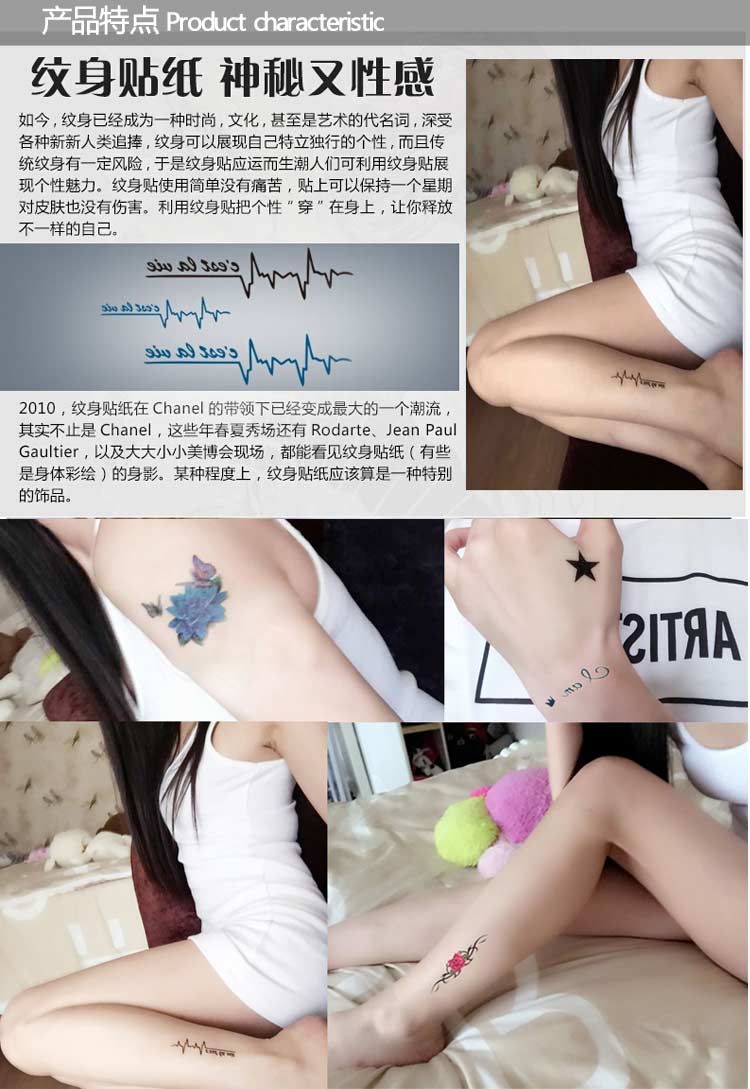 产品特点 Product characteristic
纹身贴纸 神秘又性感
如今，纹身已经成为一种时尚，文化，甚至是艺术的代名词，深受
各种新新人类追捧，纹身可以展现自己特立独行的个性，而且传
统纹身有一定风险，于是纹身贴应运而生潮人们可利用纹身贴展
现个性魅力。纹身贴使用简单没有痛苦，贴上可以保持一个星期
对皮肤也没有伤害。利用纹身贴把个性“穿”在身上，让你释放
不一样的自己。
c'est la vie
c'est la vie
c'est la vie
2010，纹身贴纸在 Chanel 的带领下已经变成最大的一个潮流，
其实不止是 Chanel，这些年春夏秀场还有 Rodarte、Jean Paul
Gaultier，以及大大小小美博会现场，都能看见纹身贴纸（有些
是身体彩绘）的身影。某种程度上，纹身贴纸应该算是一种特别
的饰品。
ARTIS